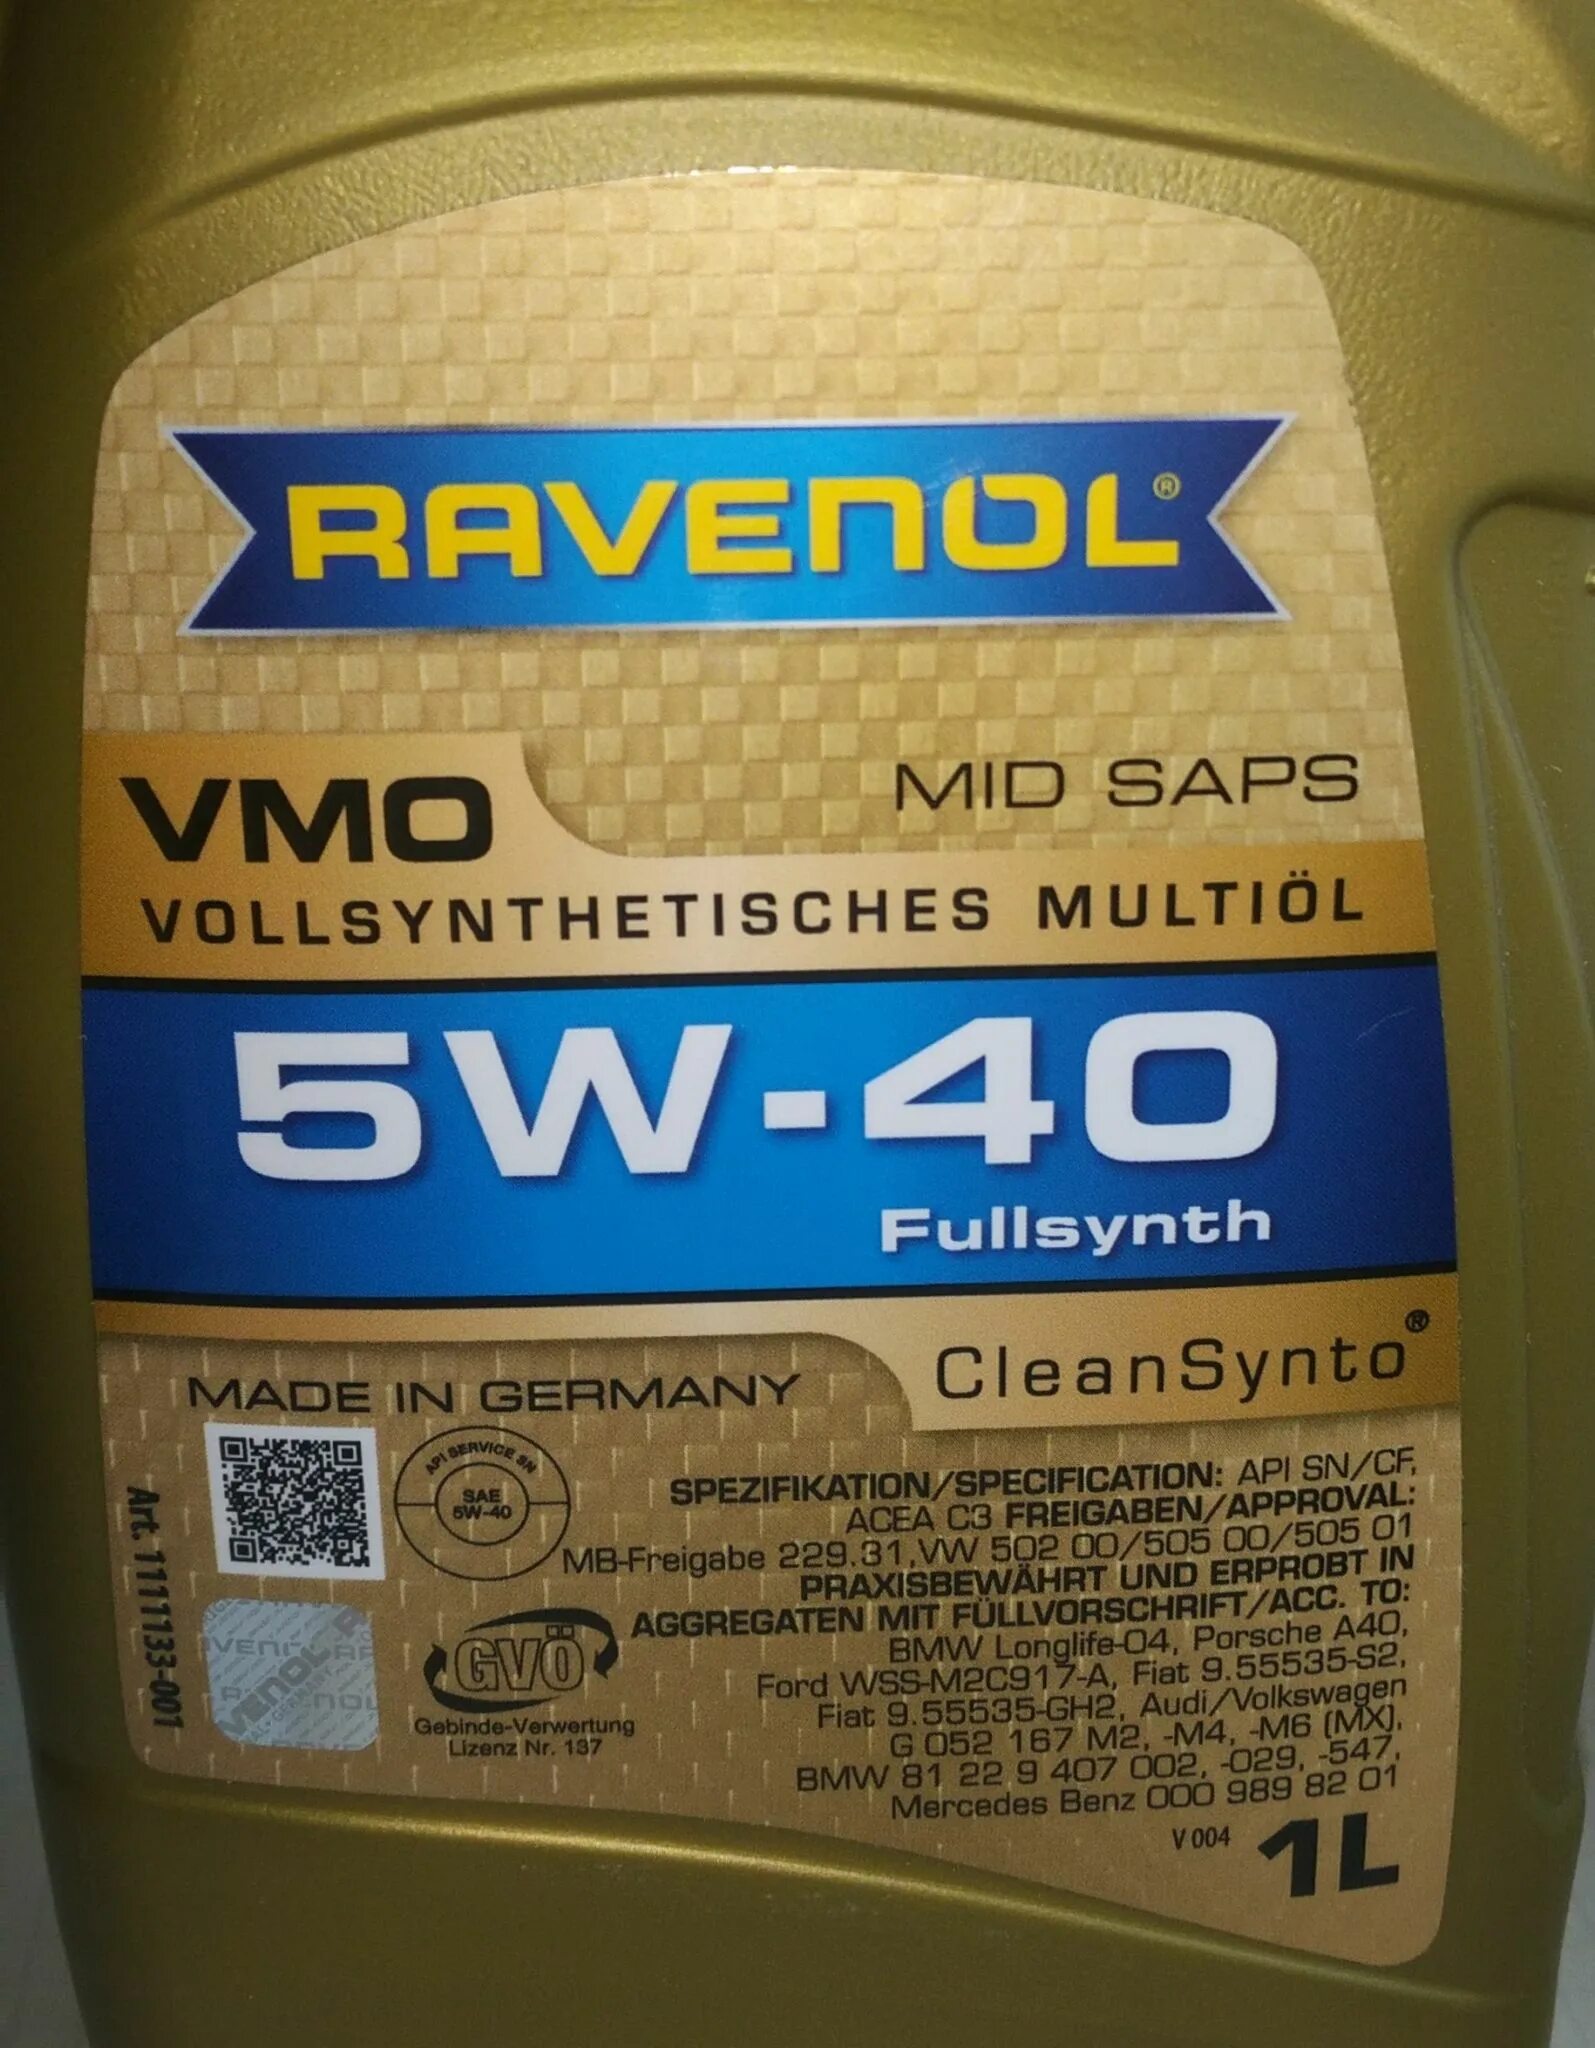 RAVENOL®
VMO
MID SAPS
VOLLSYNTHETISCHES MULTIÖL
5W-40
Fullsynth
CleanSynto®
MADE IN GERMANY
API SERVICE SN
SAE
5W-40
Art. 1111133-001
GVÖ
Gebinde-Verwertung
Lizenz Nr. 137
SPEZIFIKATION/SPECIFICATION: API SN/CF,
ACEA C3 FREIGABEN/APPROVAL:
MB-Freigabe 229.31,VW 502 00/505 00/505 01
PRAXISBEWÄHRT UND ERPROBT IN
AGGREGATEN MIT FÜLLVORSCHRIFT/ACC. TO:
BMW Longlife-04, Porsche A40,
Ford WSS-M2C917-A, Fiat 9.55535-S2,
Fiat 9.55535-GH2, Audi/Volkswagen
G 052 167 M2, -M4, -M6 (MX),
BMW 81 22 9 407 002, -029, -547,
Mercedes Benz 000 989 82 01
V 004
1L